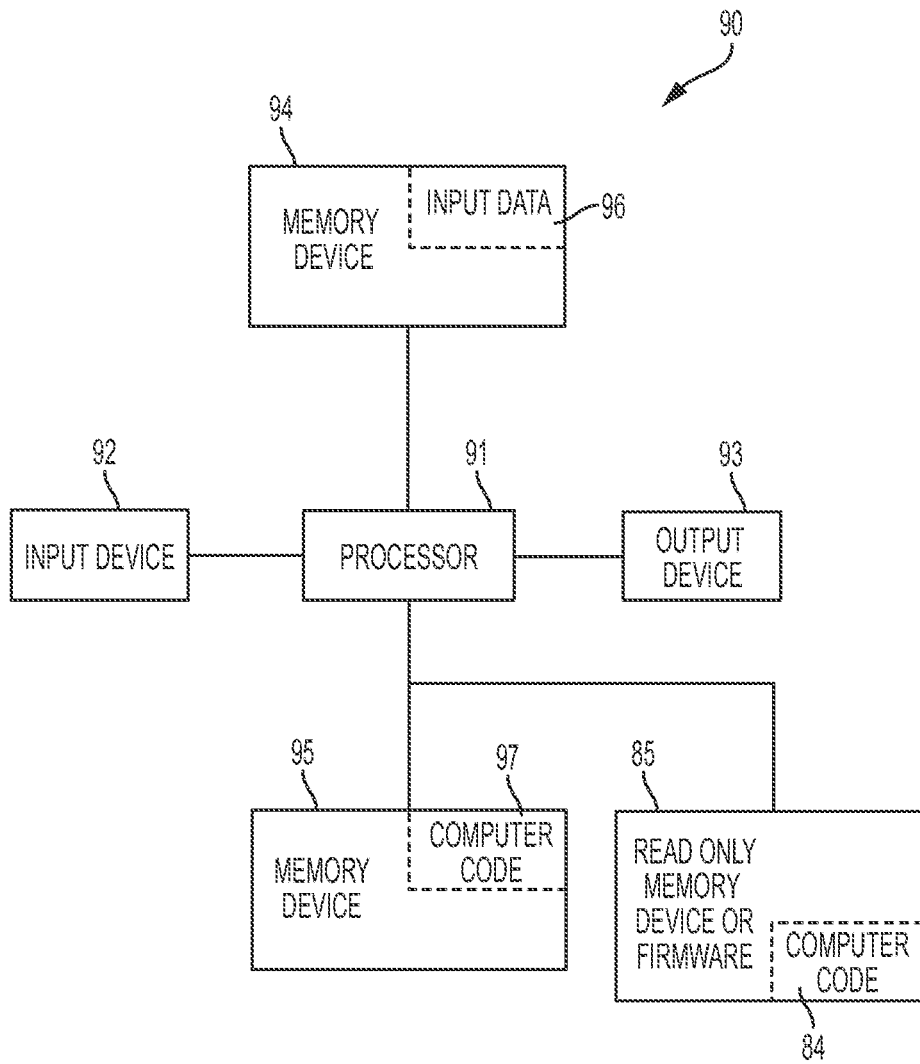 90
94
MEMORY
DEVICE
INPUT DATA
96
92
INPUT DEVICE
91
PROCESSOR
93
OUTPUT
DEVICE
95
MEMORY
DEVICE
97
COMPUTER
CODE
85
READ ONLY
MEMORY
DEVICE OR
FIRMWARE
COMPUTER
CODE
84